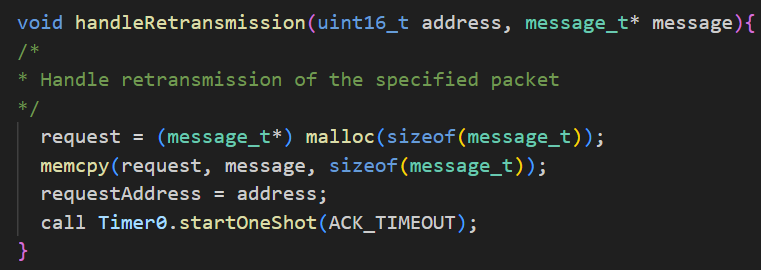 void handleRetransmission(uint16_t address, message_t* message){
/*
* Handle retransmission of the specified packet
*/
request = (message_t*) malloc(sizeof(message_t));
memcpy(request, message, sizeof(message_t));
requestAddress = address;
call Timer0.startOneShot(ACK_TIMEOUT);
}